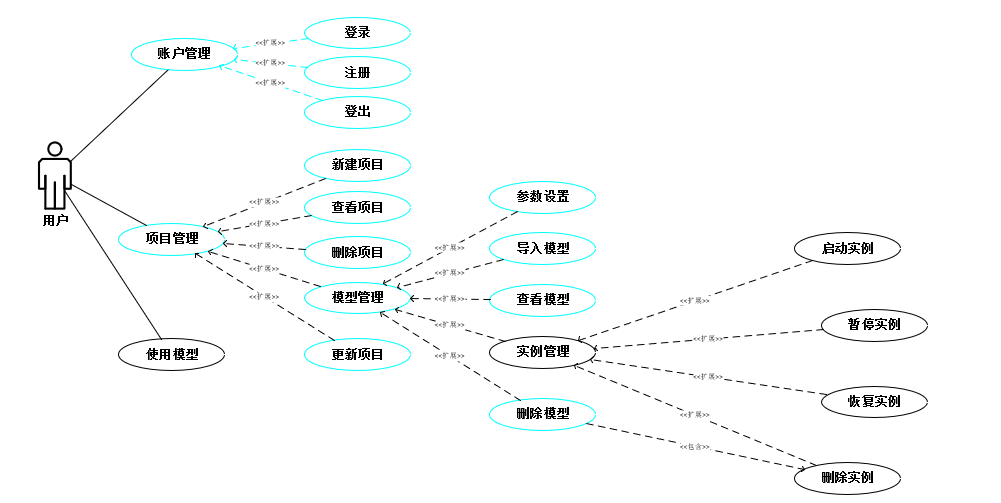 登录
<<扩展>>
账户管理
<<扩展>>
注册
<<扩展>>
登出
新建项目
<<扩展>>
参数设置
查看项目
用户
<<扩展>>
项目管理
<<扩展>>
删除项目
<<扩展>>
导入模型
启动实例
<<扩展>>
<<扩展>>
模型管理
<<扩展>>
查看模型
<<扩展>>
<<扩展>>
<<扩展>>
暂停实例
使用模型
更新项目
<<扩展>>
实例管理
<<扩展>>
<<扩展>>
恢复实例
删除模型
<<扩展>>
<<包含>>
删除实例